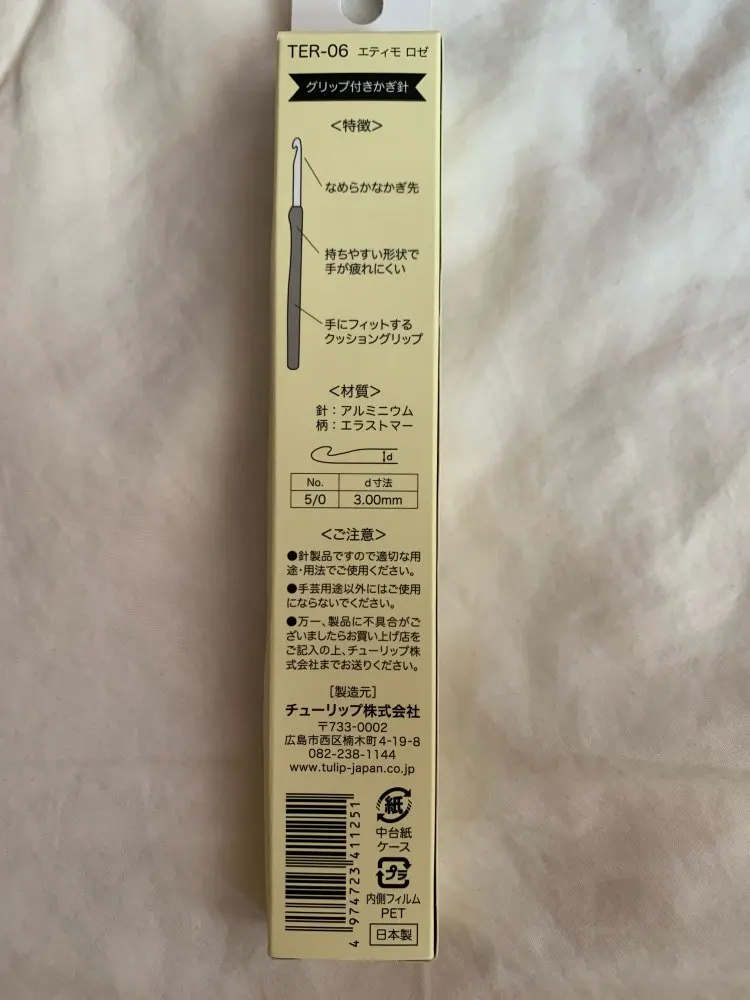 TER-06 エティモ ロゼ
グリップ付きかぎ針
＜特徴＞
なめらかなかぎ先
持ちやすい形状で
手が疲れにくい
手にフィットする
クッショングリップ
＜材質＞
針：アルミニウム
柄：エラストマー
d
No. d寸法
5/0 3.00mm
＜ご注意＞
●針製品ですので適切な用
途・用法でご使用ください。
●手芸用途以外にはご使用
にならないでください。
●万一、製品に不具合がご
ざいましたらお買い上げ店を
ご記入の上、チューリップ株
式会社までお送りください。
［製造元］
チューリップ株式会社
〒733-0002
広島市西区楠木町4-19-8
082-238-1144
www.tulip-japan.co.jp
4 974723 411251
紙
中台紙
ケース
プラ
内側フィルム
PET
日本製